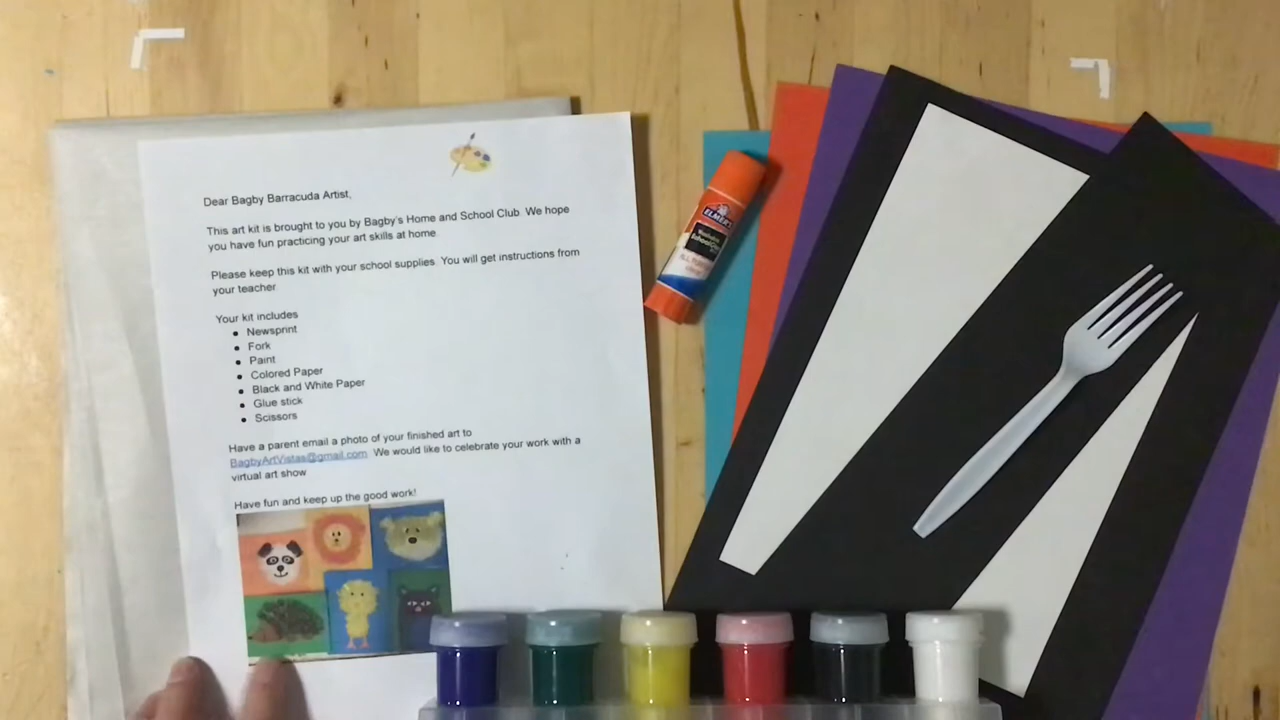 Dear Bagby Barracuda Artist,
This art kit is brought to you by Bagby's Home and School Club. We hope
you have fun practicing your art skills at home.
Please keep this kit with your school supplies. You will get instructions from
your teacher.
Your kit includes
• Newsprint
• Fork
• Paint
• Colored Paper
• Black and White Paper
• Glue stick
• Scissors
Have a parent email a photo of your finished art to
BagbyArtVistas@gmail.com. We would like to celebrate your work with a
virtual art show
Have fun and keep up the good work!
ELMER'S